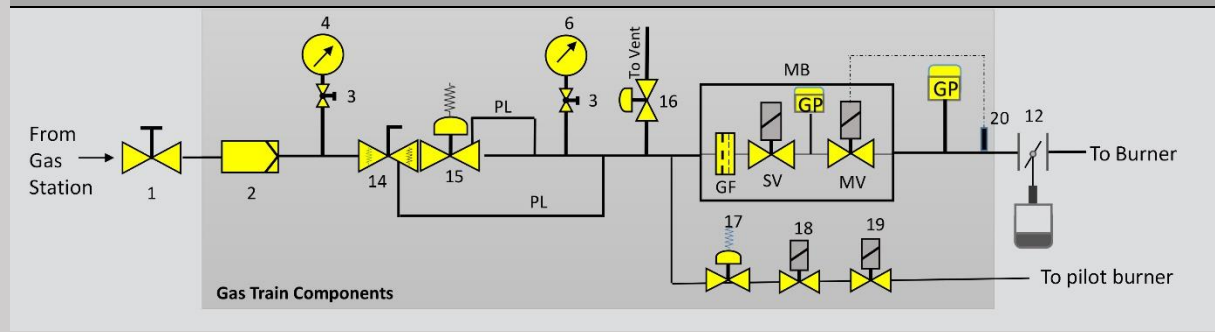 4
6
3
3
To Vent
16
MB
GP
GP
20
12
From
Gas
Station
1
2
14
15
PL
PL
GF
SV
MV
To Burner
17
18
19
To pilot burner
Gas Train Components